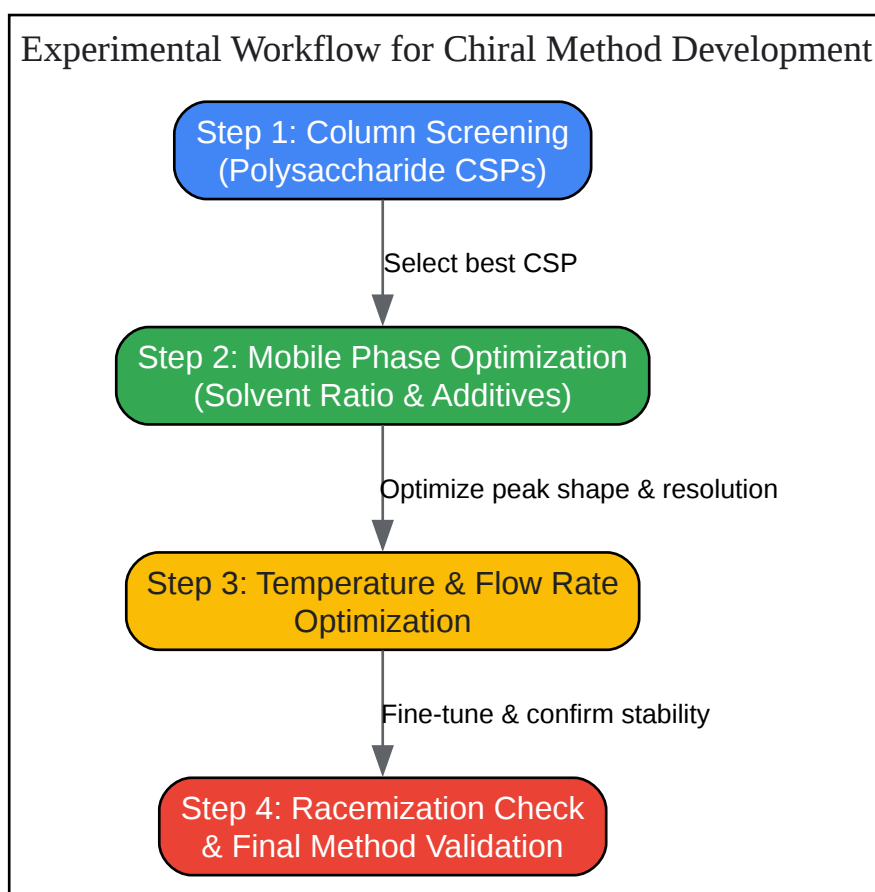 Experimental Workflow for Chiral Method Development
Step 1: Column Screening
(Polysaccharide CSPs)
Select best CSP
Step 2: Mobile Phase Optimization
(Solvent Ratio & Additives)
Optimize peak shape & resolution
Step 3: Temperature & Flow Rate
Optimization
Fine-tune & confirm stability
Step 4: Racemization Check
& Final Method Validation